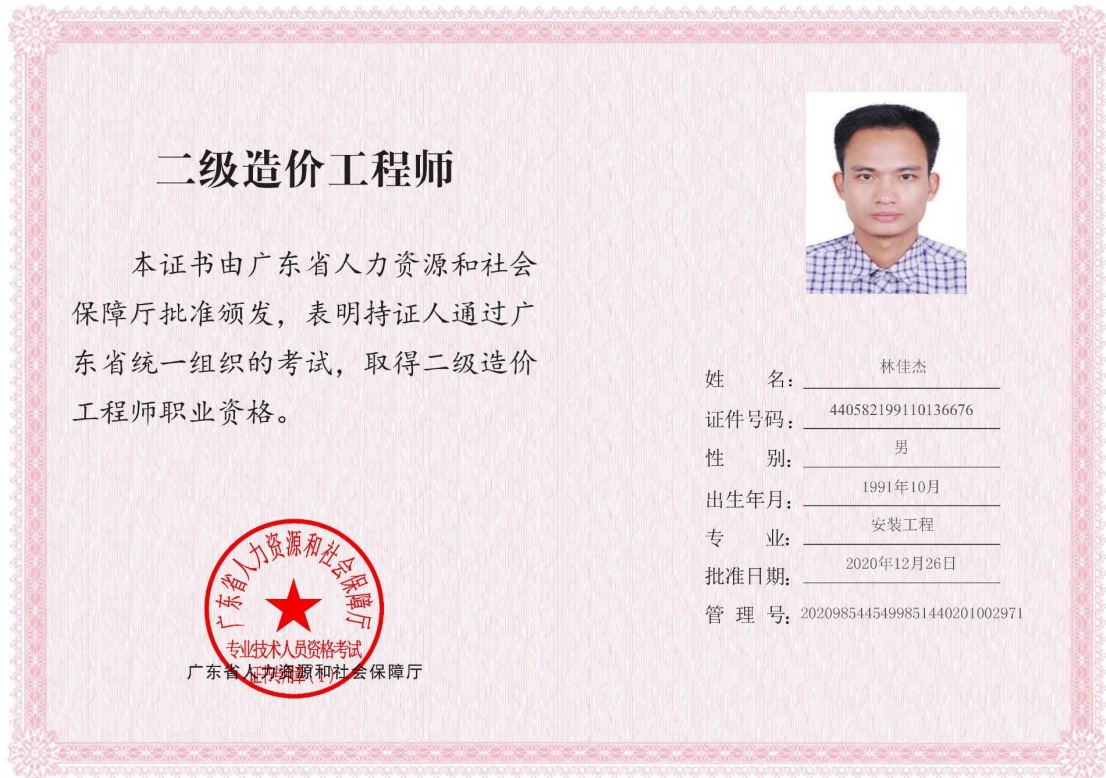 二级造价工程师
本证书由广东省人力资源和社会
保障厅批准颁发，表明持证人通过广
东省统一组织的考试，取得二级造价
工程师职业资格。
广东省人力资源和社会保障厅
专业技术人员资格考试
证书专用章（1）
广东省人力资源和社会保障厅
姓 名：林佳杰
证件号码：440582199110136676
性 别：男
出生年月：1991年10月
专 业：安装工程
批准日期：2020年12月26日
管 理 号：20209854454998514402010029​71